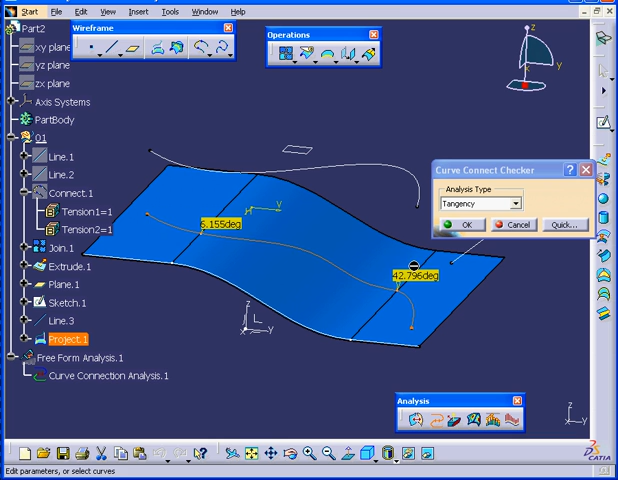 Start File Edit View Insert Tools Window Help
Part2
Wireframe
Operations
xy plane
yz plane
zx plane
Axis Systems
PartBody
01
Line.1
Line.2
Connect.1
Tension1=1
Tension2=1
Join.1
Extrude.1
Plane.1
Sketch.1
Line.3
Project.1
Free Form Analysis.1
Curve Connection Analysis.1
z
y
x
Curve Connect Checker
Analysis Type
Tangency
OK Cancel Quick...
6.155deg
H
y
42.796deg
z
y
x
Analysis
z
y
x
CATIA
Edit parameters, or select curves